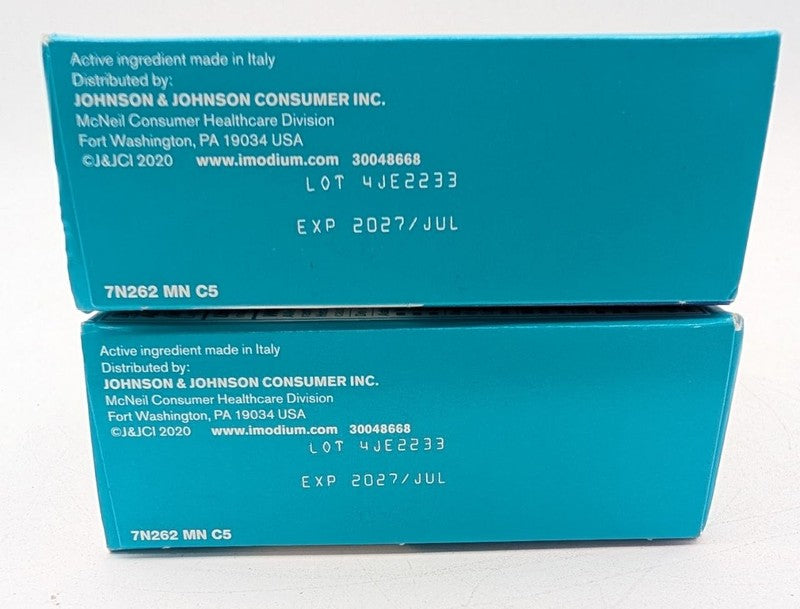 Active ingredient made in Italy
Distributed by:
JOHNSON & JOHNSON CONSUMER INC.
McNeil Consumer Healthcare Division
Fort Washington, PA 19034 USA
©J&JCI 2020 www.imodium.com 30048668
LOT 4JE2233
EXP 2027/JUL
7N262 MN C5
Active ingredient made in Italy
Distributed by:
JOHNSON & JOHNSON CONSUMER INC.
McNeil Consumer Healthcare Division
Fort Washington, PA 19034 USA
©J&JCI 2020 www.imodium.com 30048668
LOT 4JE2233
EXP 2027/JUL
7N262 MN C5